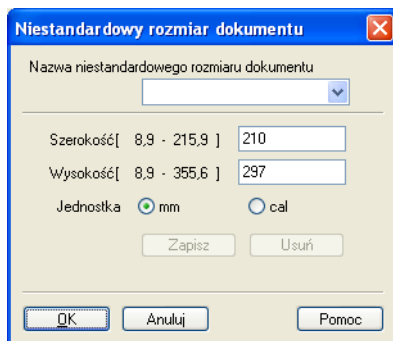 Niestandardowy rozmiar dokumentu
Nazwa niestandardowego rozmiaru dokumentu
Szerokość[ 8,9 - 215,9 ] 210
Wysokość[ 8,9 - 355,6 ] 297
Jednostka mm cal
Zapisz Usuń
OK Anuluj Pomoc